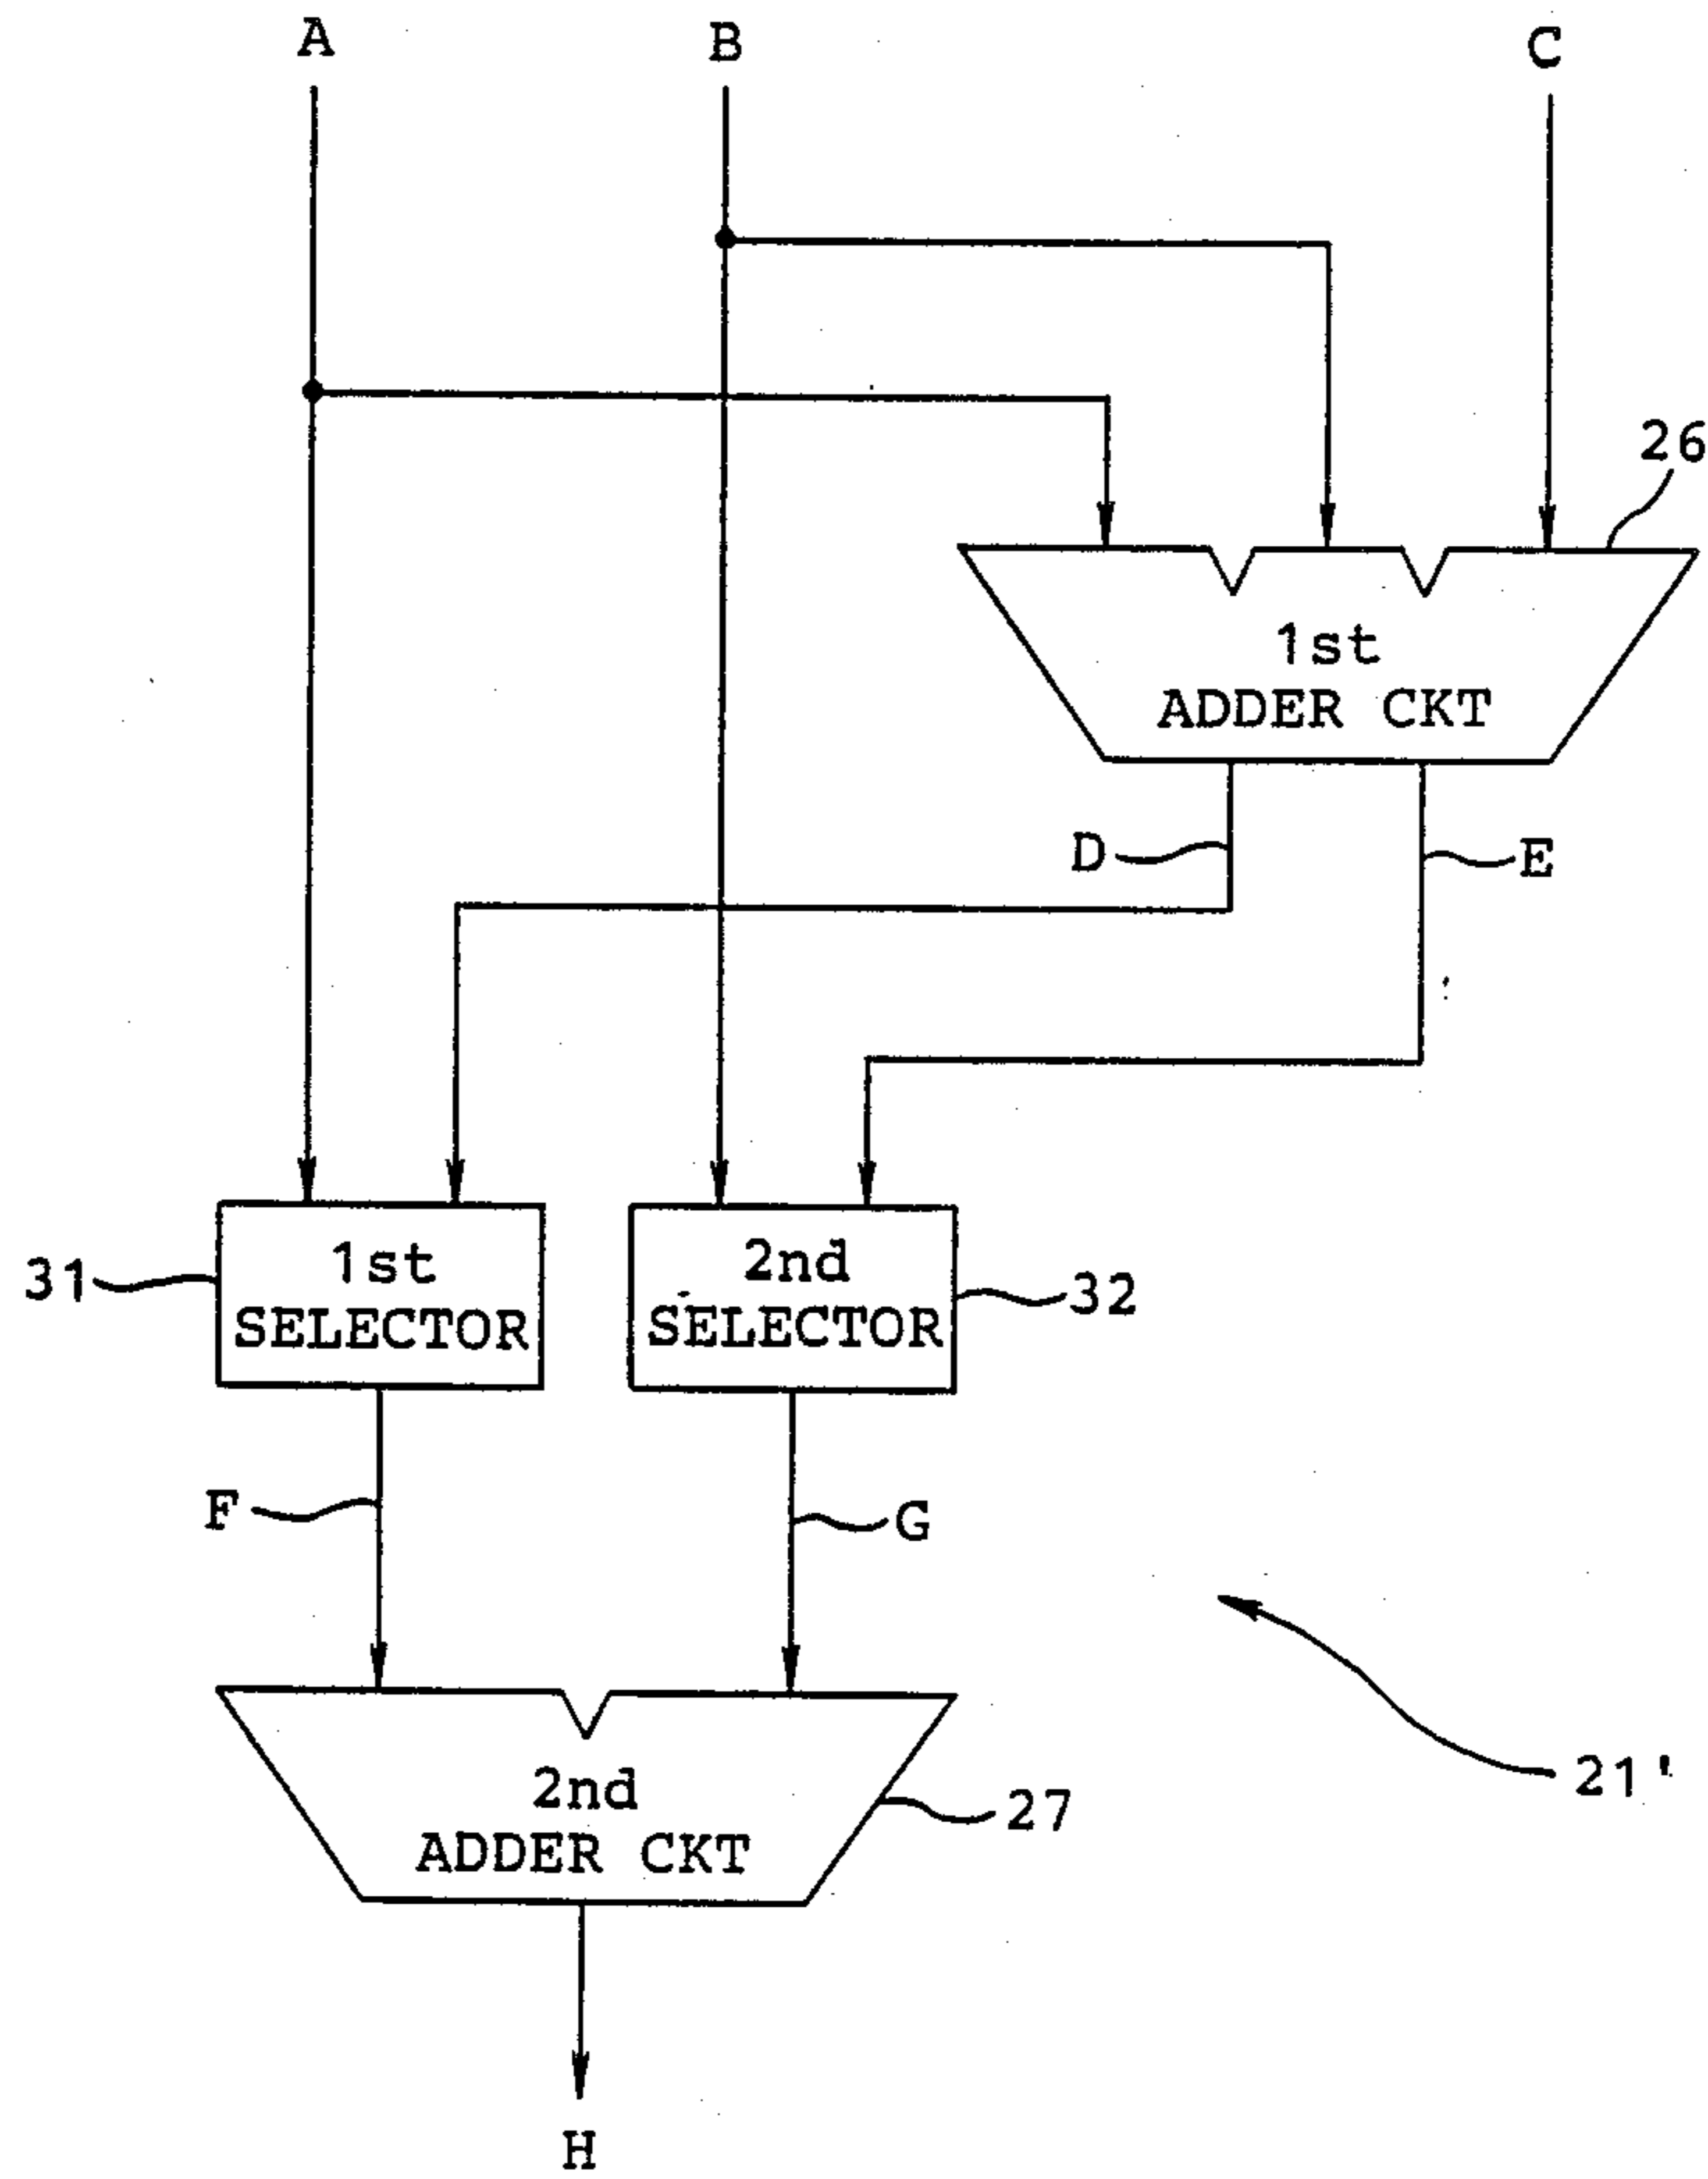 A
B
C
26
1st
ADDER CKT
D
E
31
1st
SELECTOR
2nd
SELECTOR
32
F
G
21'
2nd
ADDER CKT
27
H